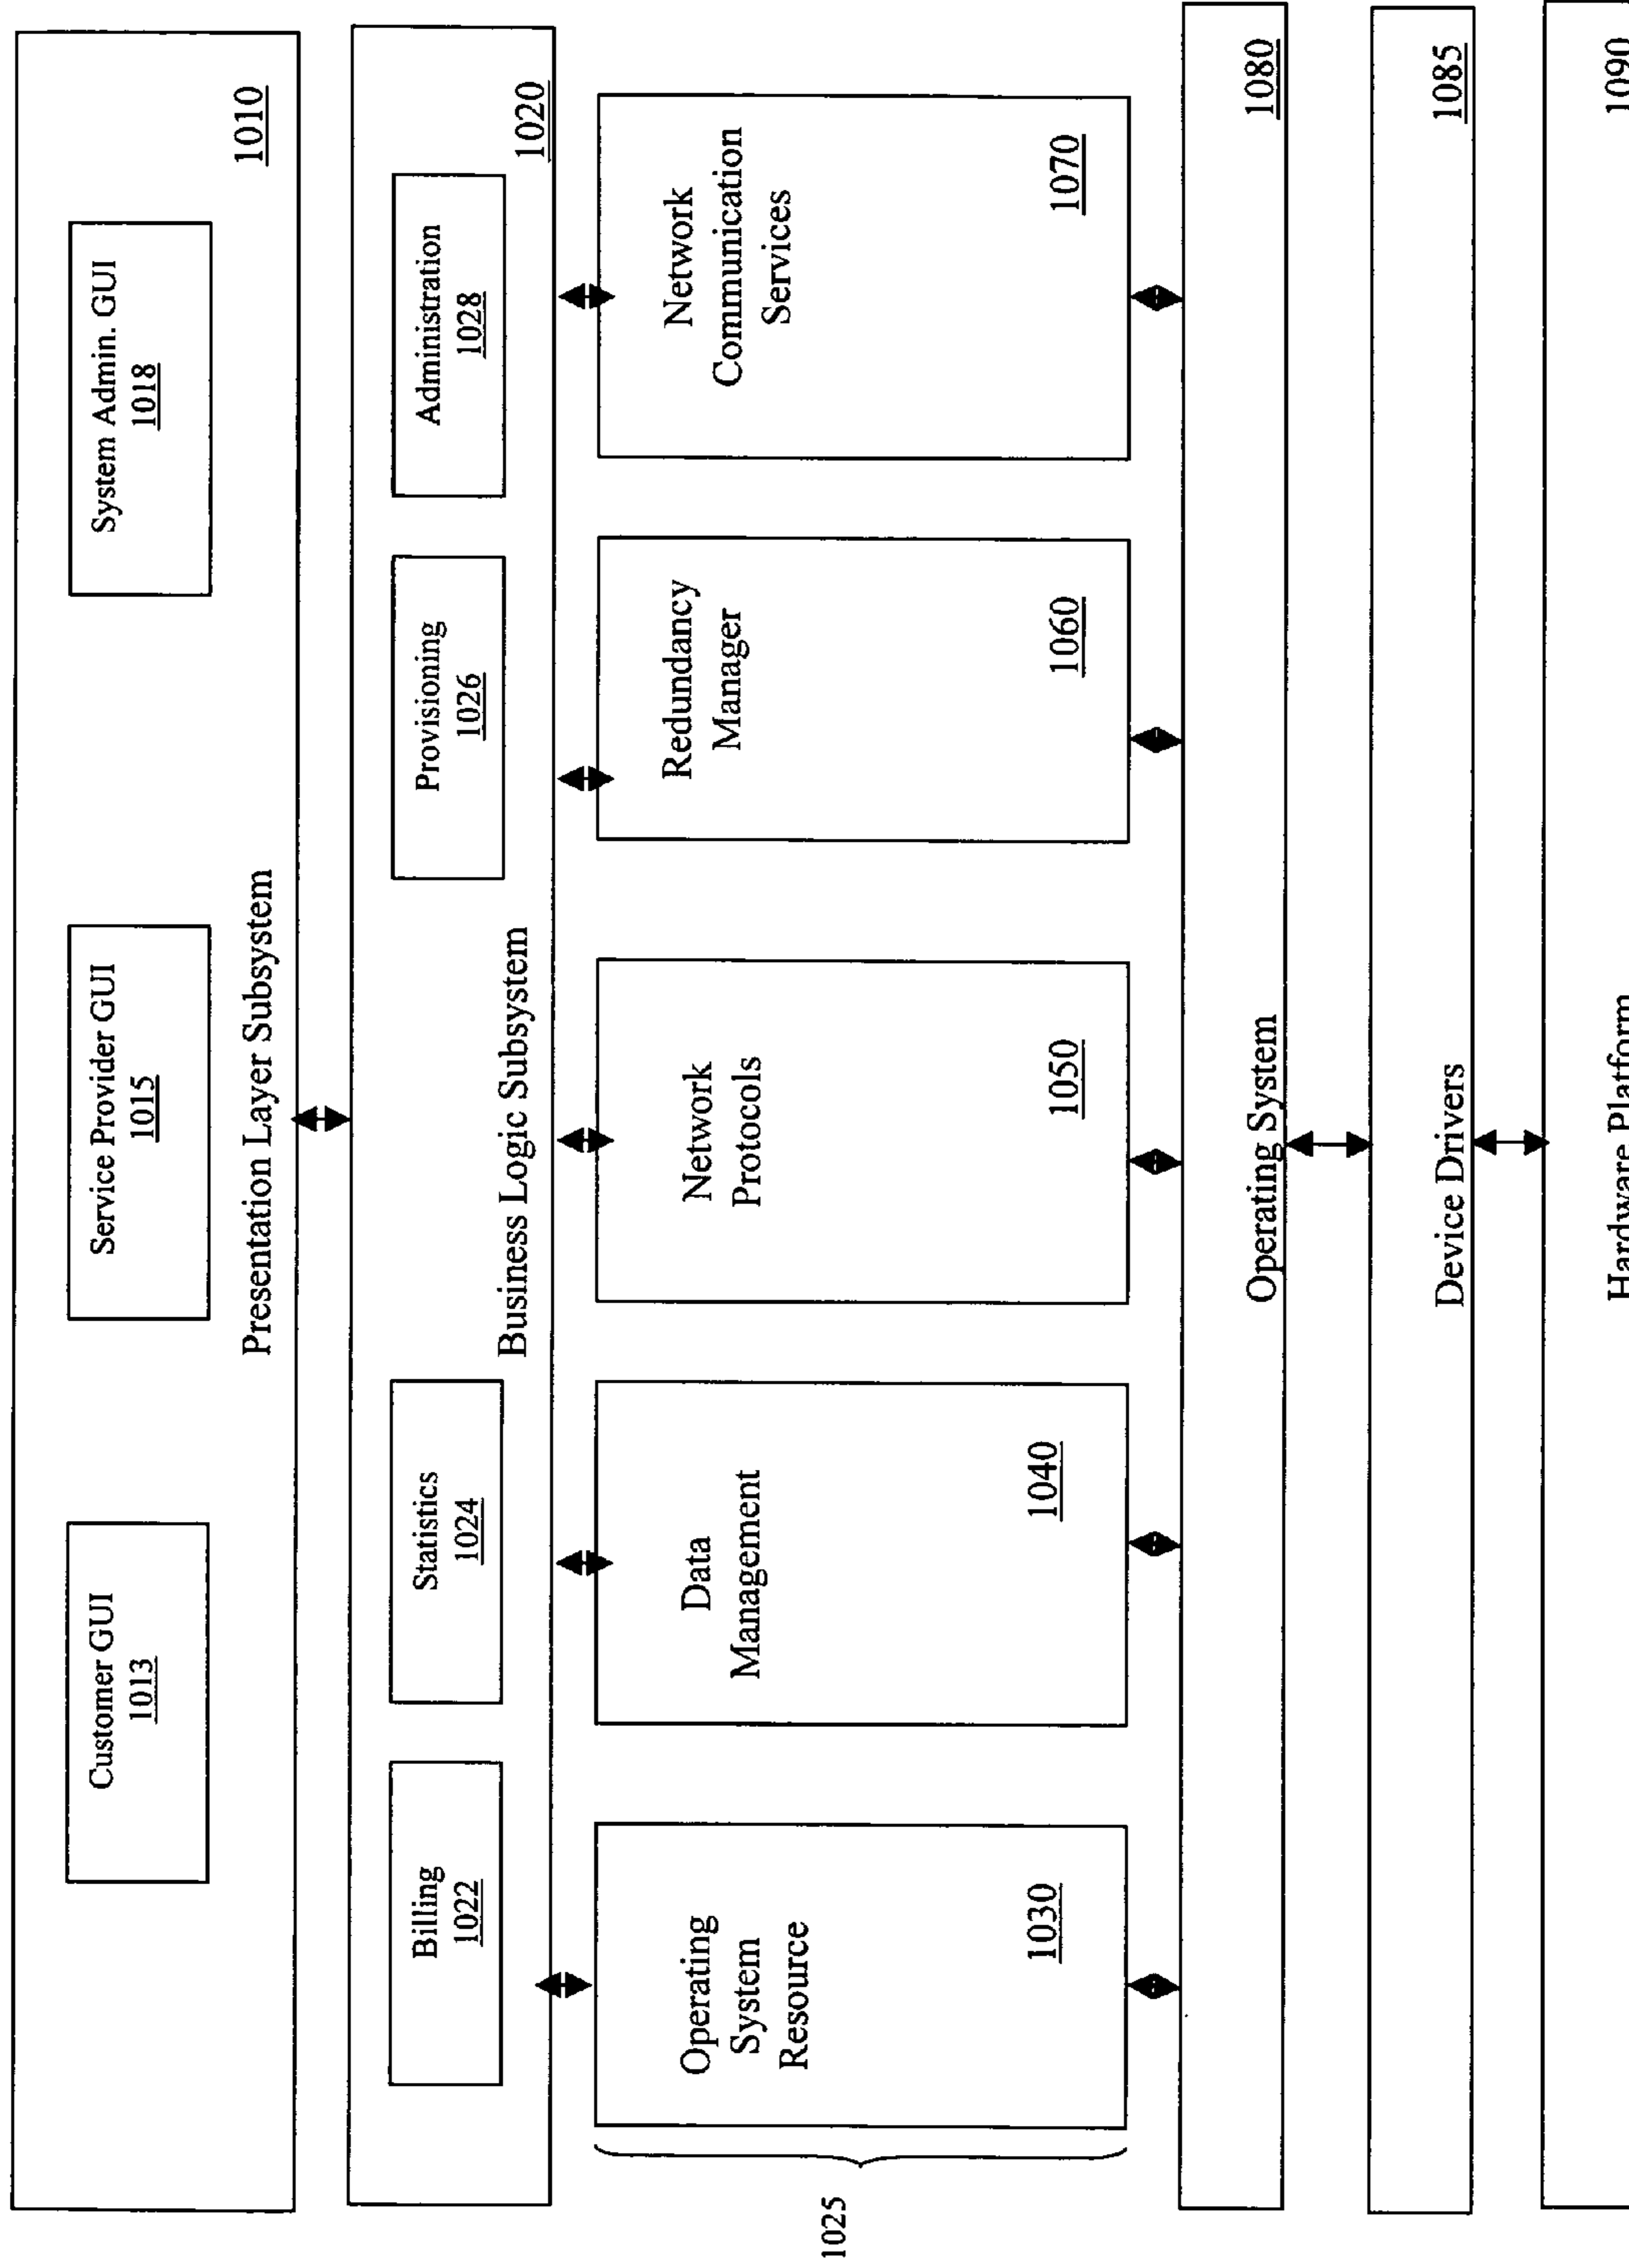 Customer GUI
1013
Service Provider GUI
1015
System Admin. GUI
1018
Presentation Layer Subsystem
1010
Billing
1022
Statistics
1024
Provisioning
1026
Administration
1028
Business Logic Subsystem
1020
1025
Operating
System
Resource
1030
Data
Management
1040
Network
Protocols
1050
Redundancy
Manager
1060
Network
Communication
Services
1070
Operating System
1080
Device Drivers
1085
Hardware Platform
1090